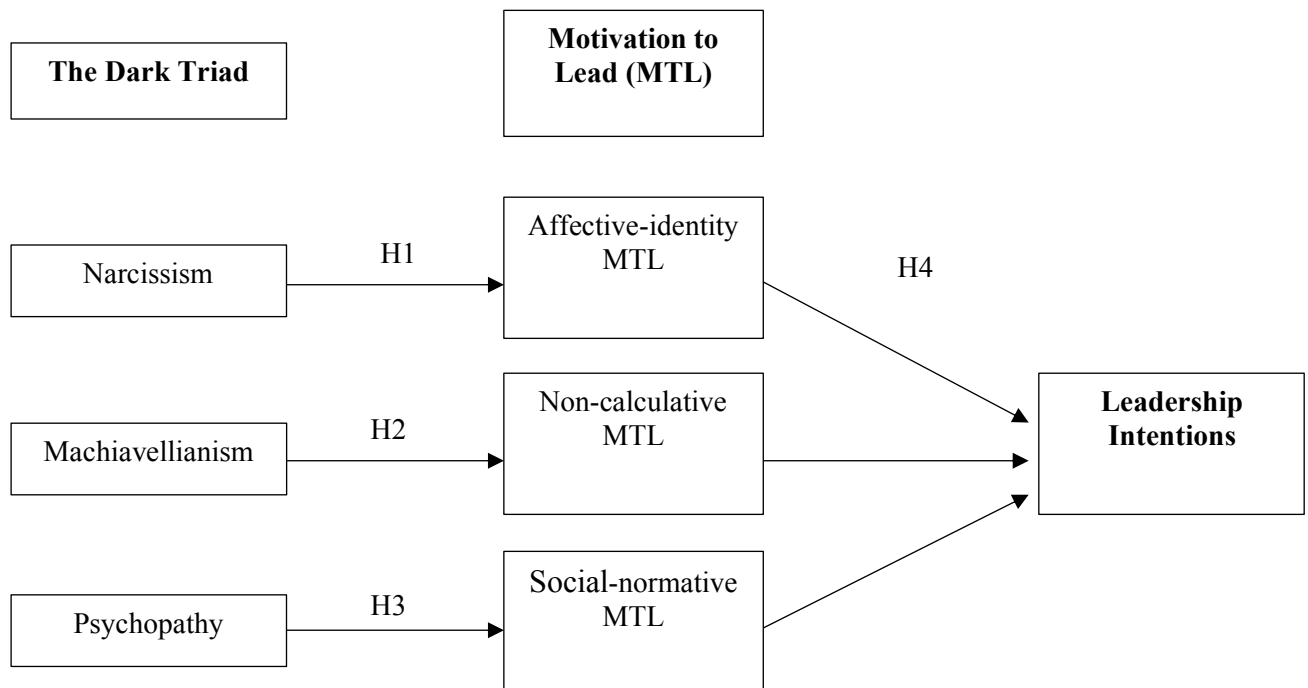 The Dark Triad
Motivation to
Lead (MTL)
Narcissism
H1
Affective-identity
MTL
H4
Machiavellianism
H2
Non-calculative
MTL
Leadership
Intentions
Psychopathy
H3
Social-normative
MTL